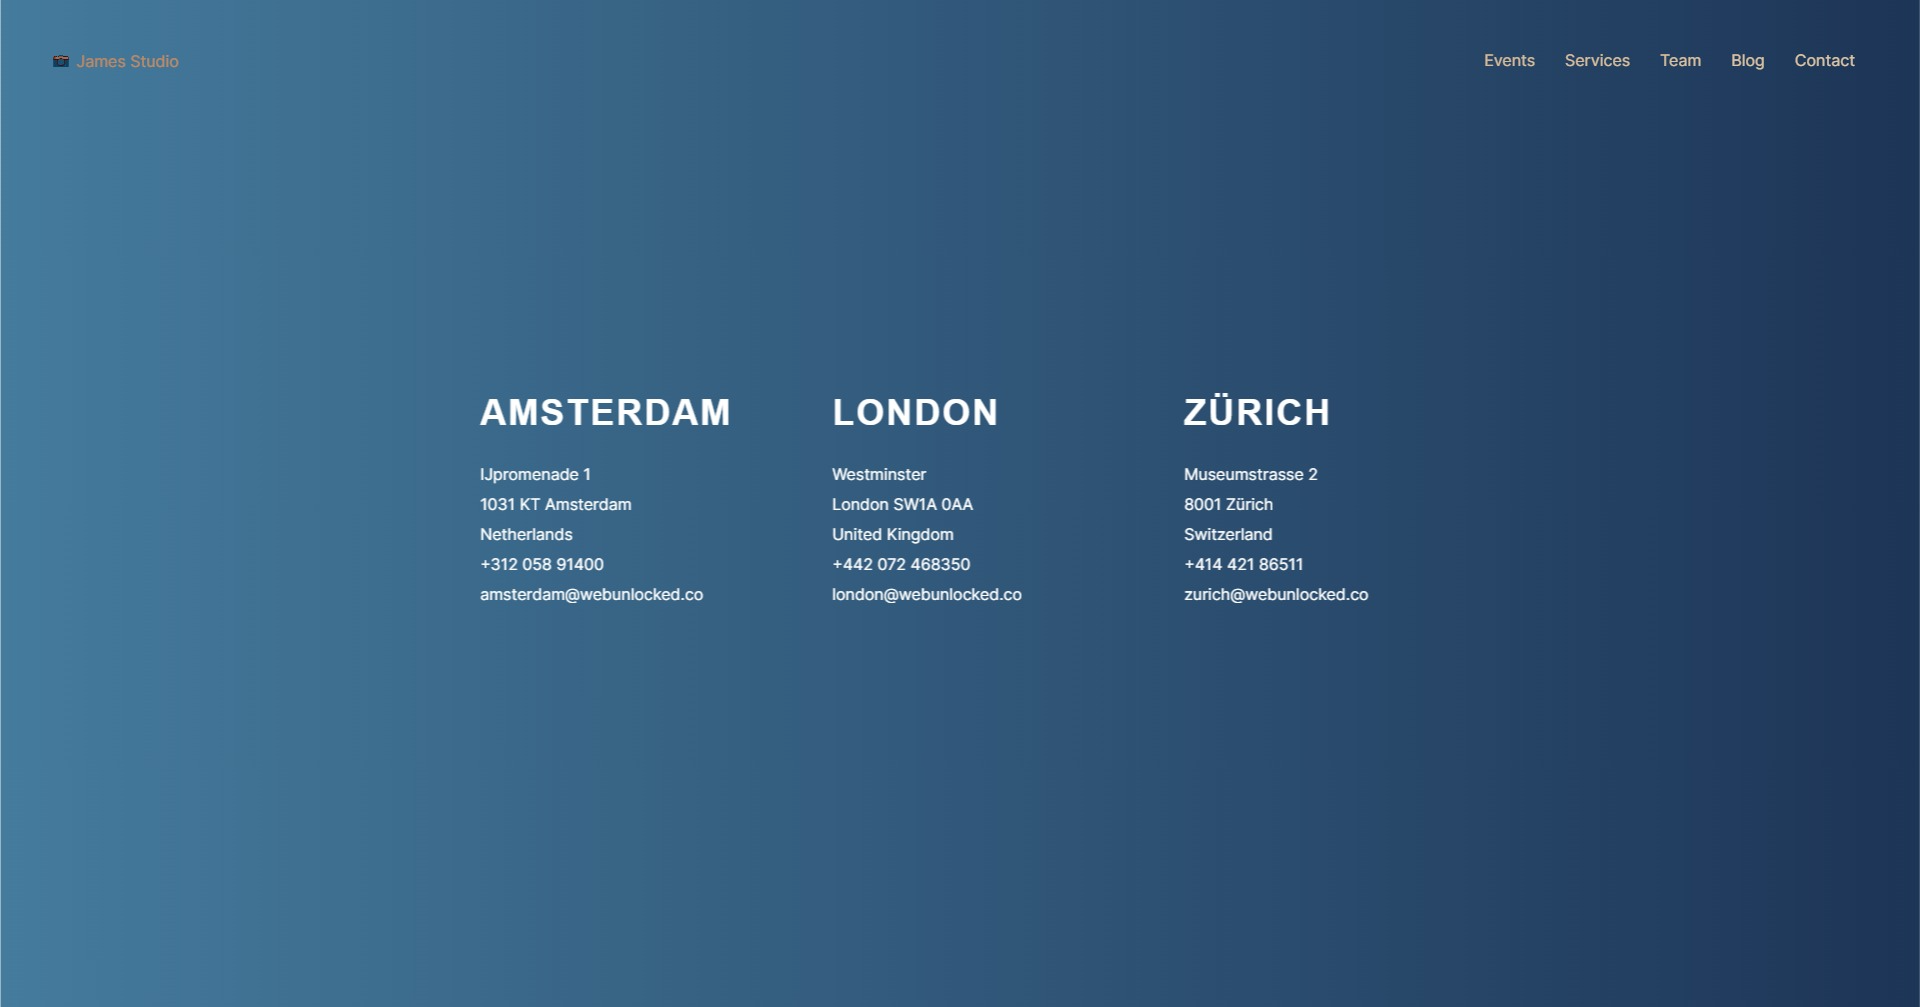 James Studio
Events Services Team Blog Contact
AMSTERDAM
IJpromenade 1
1031 KT Amsterdam
Netherlands
+312 058 91400
amsterdam@webunlocked.co
LONDON
Westminster
London SW1A 0AA
United Kingdom
+442 072 468350
london@webunlocked.co
ZÜRICH
Museumstrasse 2
8001 Zürich
Switzerland
+414 421 86511
zurich@webunlocked.co